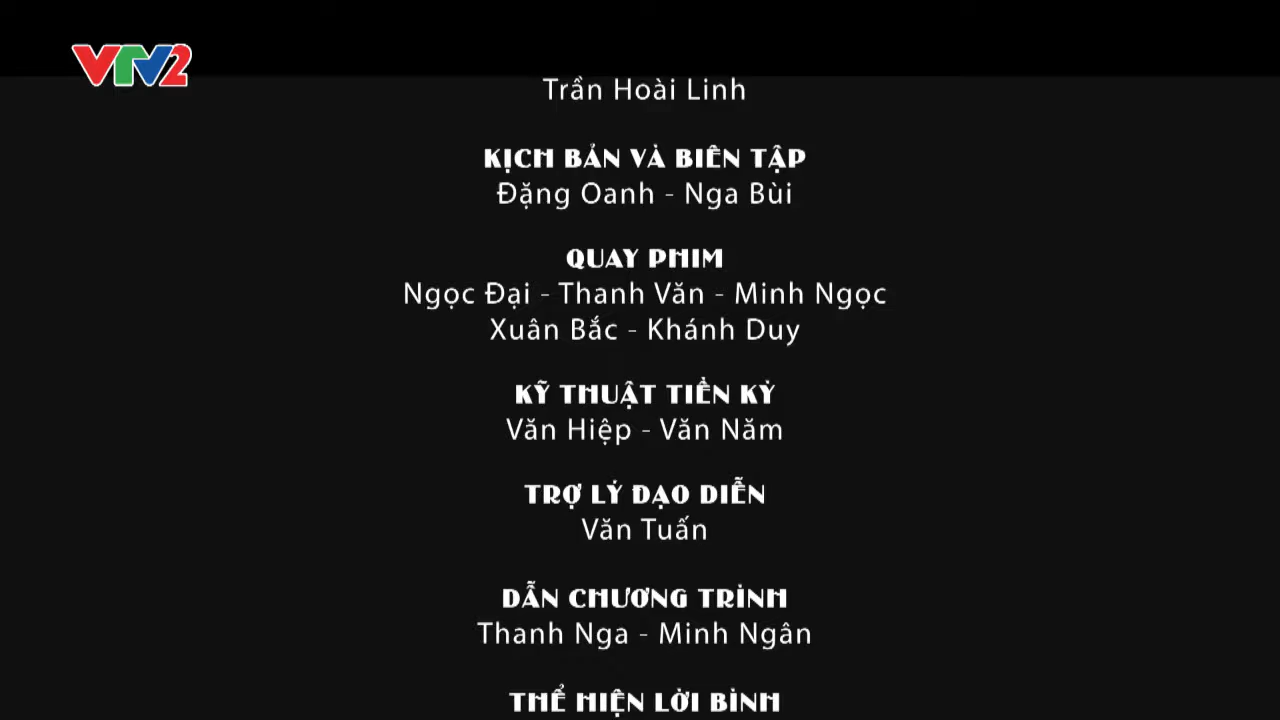 VTV2
Trần Hoài Linh
KỊCH BẢN VÀ BIÊN TẬP
Đặng Oanh - Nga Bùi
QUAY PHIM
Ngọc Đại - Thanh Văn - Minh Ngọc
Xuân Bắc - Khánh Duy
KỸ THUẬT TIỀN KỲ
Văn Hiệp - Văn Năm
TRỢ LÝ ĐẠO DIỄN
Văn Tuấn
DẪN CHƯƠNG TRÌNH
Thanh Nga - Minh Ngân
THỂ HIỆN LỜI BÌNH